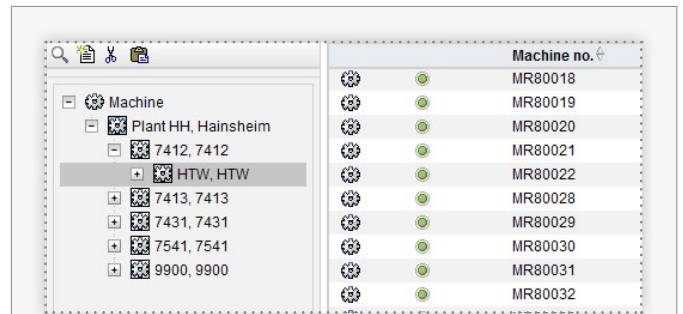 Machine no.
MR80018
Machine
MR80019
Plant HH, Hainsheim
MR80020
7412, 7412
MR80021
HTW, HTW
MR80022
7413, 7413
MR80028
7431, 7431
MR80029
7541, 7541
MR80030
9900, 9900
MR80031
MR80032